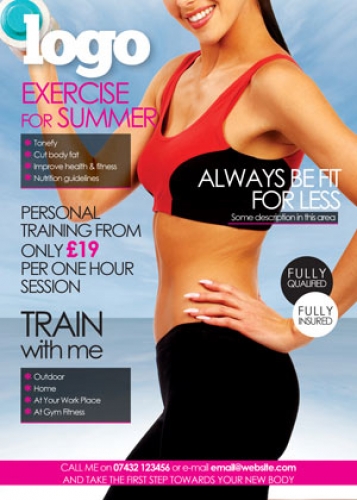 logo
EXERCISE
FOR SUMMER
Tonefy
Cut body fat
Improve health & fitness
Nutrition guidelines
ALWAYS BE FIT
FOR LESS
Some description in this area
PERSONAL
TRAINING FROM
ONLY £19
PER ONE HOUR
SESSION
FULLY
QUALIFIED
FULLY
INSURED
TRAIN
with me
Outdoor
Home
At Your Work Place
At Gym Fitness
CALL ME on 07432 123456 or e-mail email@website.com
AND TAKE THE FIRST STEP TOWARDS YOUR NEW BODY